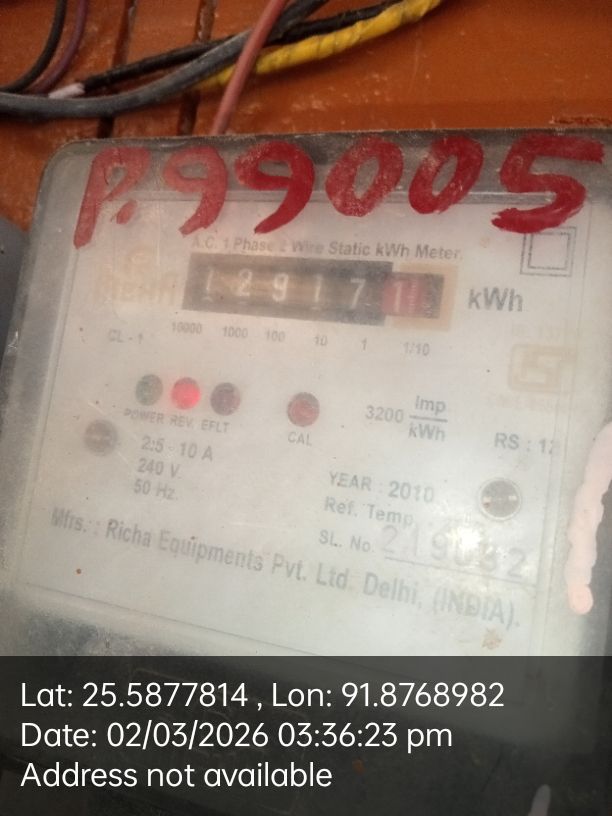 P.99005
A.C. 1 Phase 2 Wire Static kWh Meter.
12917 1 kWh
CL - 1 10000 1000 100 10 1 1/10
POWER REV. EFLT
CAL
3200 Imp
kWh
RS : 12
2.5 - 10 A
240 V.
50 Hz.
YEAR : 2010
Ref. Temp.
SL. No.
Mfrs. : Richa Equipments Pvt. Ltd. Delhi, (INDIA).
Lat: 25.5877814 , Lon: 91.8768982
Date: 02/03/2026 03:36:23 pm
Address not available